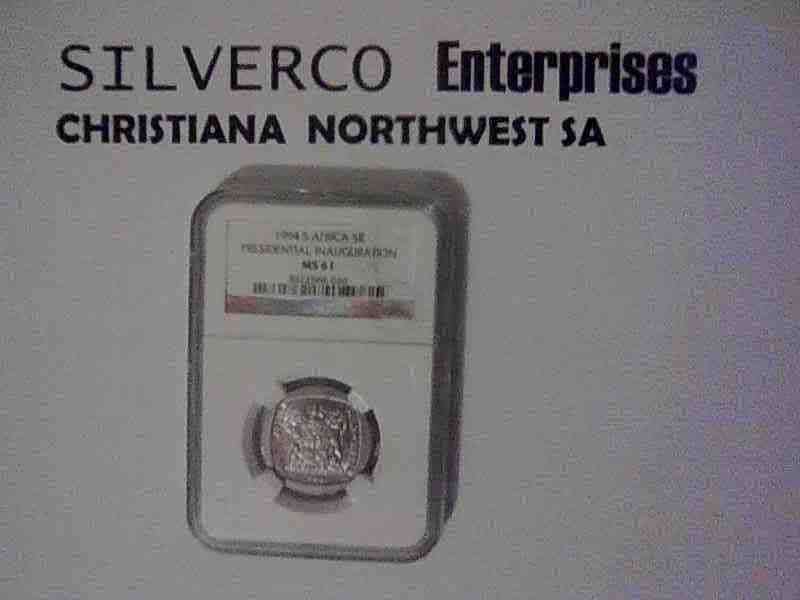 SILVERCO Enterprises
CHRISTIANA NORTHWEST SA
1994 S.AFRICA 5R
PRESIDENTIAL INAUGURATION
MS 61